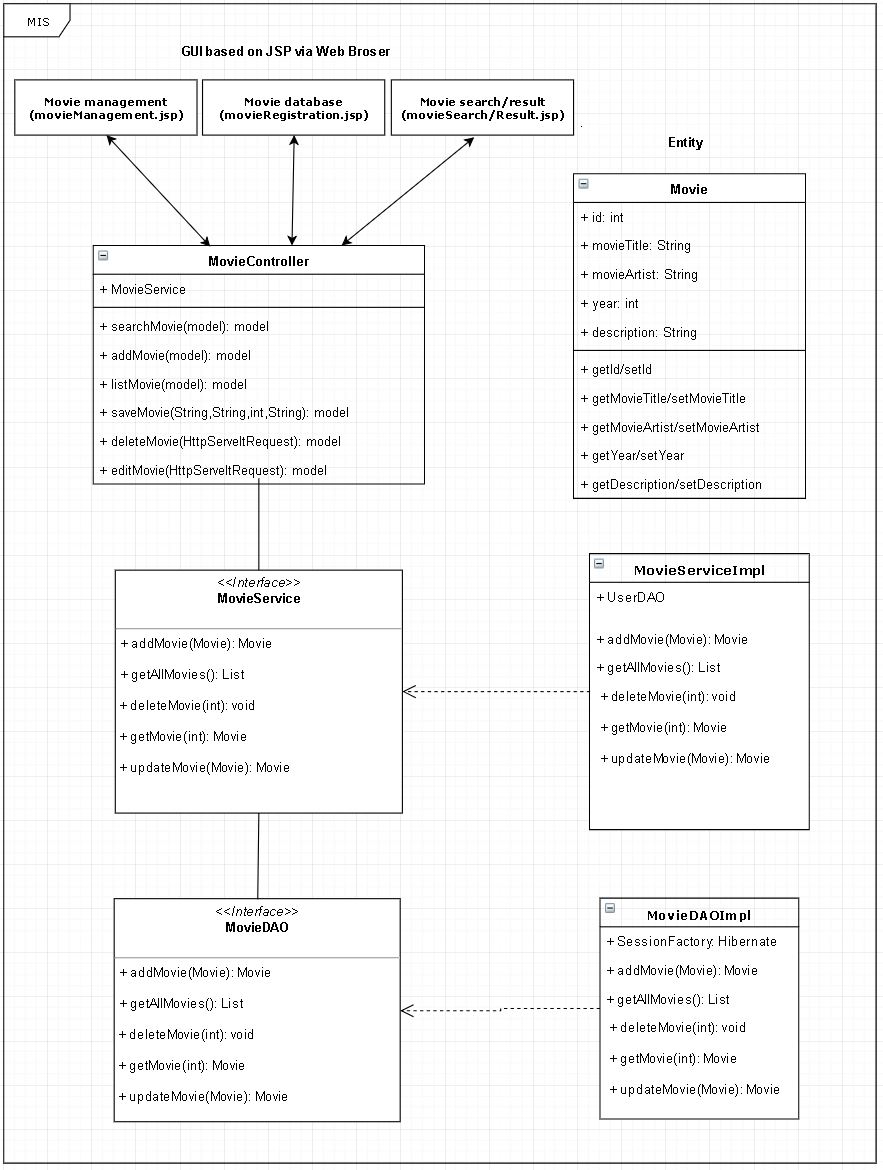 MIS
GUI based on JSP via Web Broser
Movie management
(movieManagement.jsp)
Movie database
(movieRegistration.jsp)
Movie search/result
(movieSearch/Result.jsp)
Entity
Movie
+ id: int
+ movieTitle: String
+ movieArtist: String
+ year: int
+ description: String
+ getId/setId
+ getMovieTitle/setMovieTitle
+ getMovieArtist/setMovieArtist
+ getYear/setYear
+ getDescription/setDescription
MovieController
+ MovieService
+ searchMovie(model): model
+ addMovie(model): model
+ listMovie(model): model
+ saveMovie(String,String,int,String): model
+ deleteMovie(HttpServeltRequest): model
+ editMovie(HttpServeltRequest): model
<<Interface>>
MovieService
+ addMovie(Movie): Movie
+ getAllMovies(): List
+ deleteMovie(int): void
+ getMovie(int): Movie
+ updateMovie(Movie): Movie
MovieServiceImpl
+ UserDAO
+ addMovie(Movie): Movie
+ getAllMovies(): List
+ deleteMovie(int): void
+ getMovie(int): Movie
+ updateMovie(Movie): Movie
<<Interface>>
MovieDAO
+ addMovie(Movie): Movie
+ getAllMovies(): List
+ deleteMovie(int): void
+ getMovie(int): Movie
+ updateMovie(Movie): Movie
MovieDAOImpl
+ SessionFactory: Hibernate
+ addMovie(Movie): Movie
+ getAllMovies(): List
+ deleteMovie(int): void
+ getMovie(int): Movie
+ updateMovie(Movie): Movie